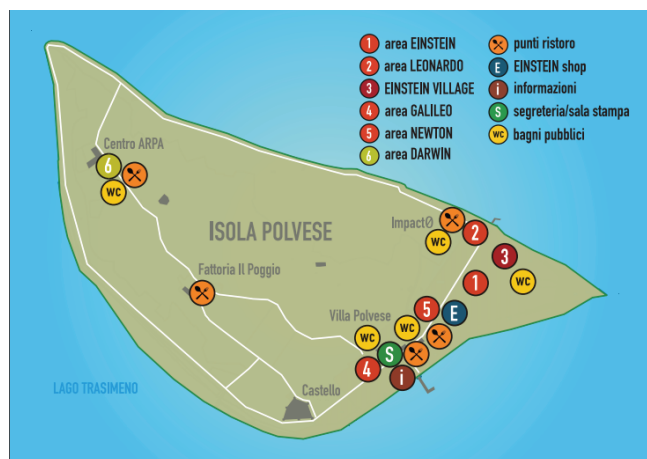 1 area EINSTEIN
2 area LEONARDO
3 EINSTEIN VILLAGE
4 area GALILEO
5 area NEWTON
6 area DARWIN
punti ristoro
E EINSTEIN shop
i informazioni
S segreteria/sala stampa
WC bagni pubblici
Centro ARPA
6
WC
ISOLA POLVESE
ImpactØ
2
WC
3
Fattoria Il Poggio
1
WC
Villa Polvese
5
E
WC
WC
S
4
i
LAGO TRASIMENO
Castello